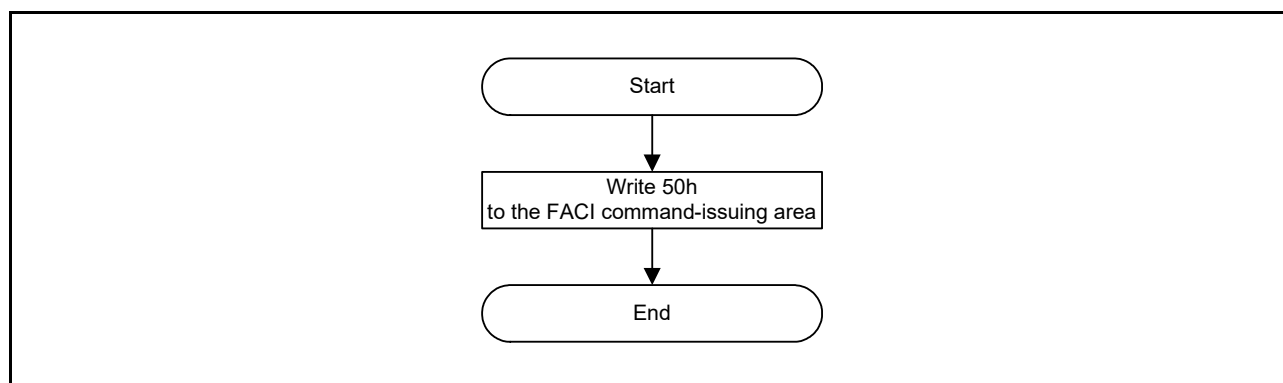 Start
Write 50h
to the FACI command-issuing area
End